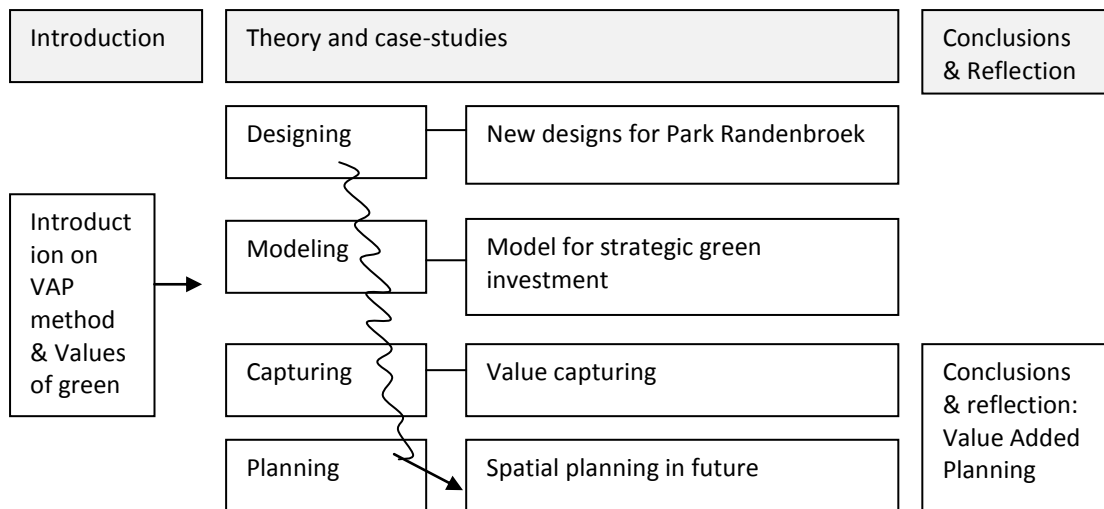 Introduction
Theory and case-studies
Conclusions
& Reflection
Designing
New designs for Park Randenbroek
Introduct
ion on
VAP
method
& Values
of green
Modeling
Model for strategic green
investment
Capturing
Value capturing
Conclusions
& reflection:
Value Added
Planning
Planning
Spatial planning in future